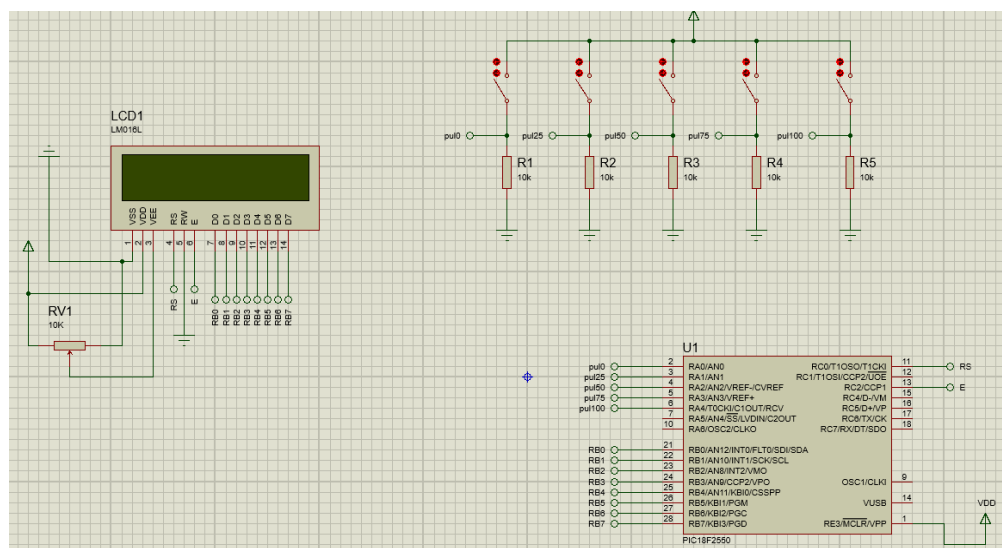 LCD1
LM016L
VSS VDD VEE RS RW E D0 D1 D2 D3 D4 D5 D6 D7
1 2 3 4 5 6 7 8 9 10 11 12 13 14
RS E RB0 RB1 RB2 RB3 RB4 RB5 RB6 RB7
RV1
10K
pul0 pul25 pul50 pul75 pul100
R1 R2 R3 R4 R5
10k 10k 10k 10k 10k
U1
pul0 2 RA0/AN0 RC0/T1OSO/T1CKI 11 RS
pul25 3 RA1/AN1 RC1/T1OSI/CCP2/UOE 12
pul50 4 RA2/AN2/VREF-/CVREF RC2/CCP1 13 E
pul75 5 RA3/AN3/VREF+ RC4/D-/VM 15
pul100 6 RA4/T0CKI/C1OUT/RCV RC5/D+/VP 16
7 RA5/AN4/SS/LVDIN/C2OUT RC6/TX/CK 17
10 RA6/OSC2/CLKO RC7/RX/DT/SDO 18
RB0 21 RB0/AN12/INT0/FLT0/SDI/SDA
RB1 22 RB1/AN10/INT1/SCK/SCL
RB2 23 RB2/AN8/INT2/VMO
RB3 24 RB3/AN9/CCP2/VPO OSC1/CLKI 9
RB4 25 RB4/AN11/KBI0/CSSPP
RB5 26 RB5/KBI1/PGM VUSB 14
RB6 27 RB6/KBI2/PGC
RB7 28 RB7/KBI3/PGD RE3/MCLR/VPP 1
VDD
PIC18F2550